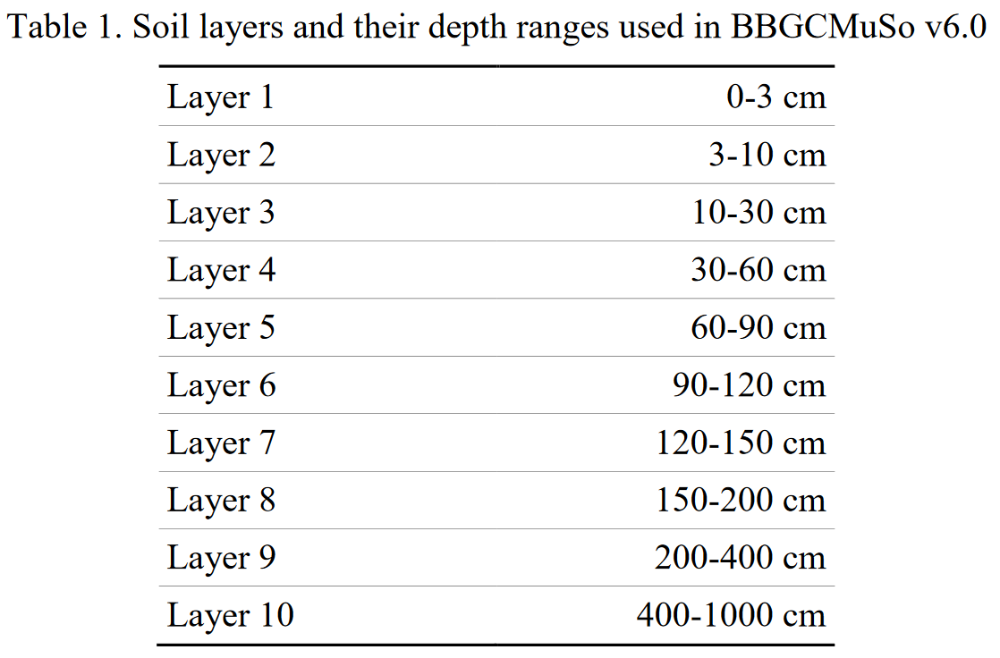 Table 1. Soil layers and their depth ranges used in BBGCMuSo v6.0
Layer 1 0-3 cm
Layer 2 3-10 cm
Layer 3 10-30 cm
Layer 4 30-60 cm
Layer 5 60-90 cm
Layer 6 90-120 cm
Layer 7 120-150 cm
Layer 8 150-200 cm
Layer 9 200-400 cm
Layer 10 400-1000 cm